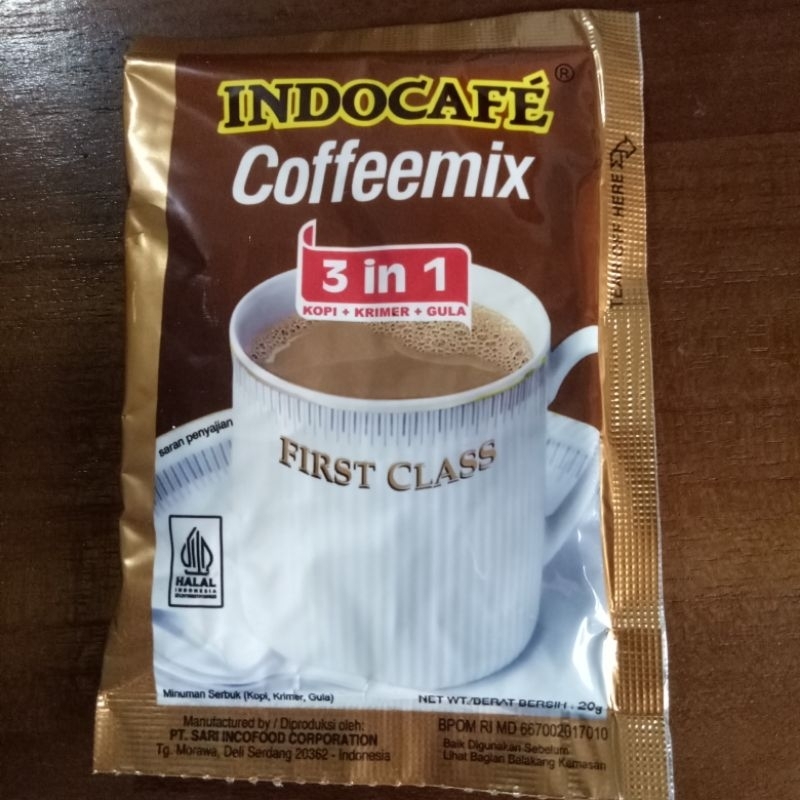 INDOCAFÉ®
Coffeemix
3 in 1
KOPI + KRIMER + GULA
TEAR OFF HERE
FIRST CLASS
saran penyajian
HALAL
INDONESIA
Minuman Serbuk (Kopi, Krimer, Gula)
NET WT./BERAT BERSIH : 20g
Manufactured by / Diproduksi oleh:
PT. SARI INCOFOOD CORPORATION
Tg. Morawa, Deli Serdang 20362 - Indonesia
BPOM RI MD 667002017010
Baik Digunakan Sebelum
Lihat Bagian Balakang Kamasan